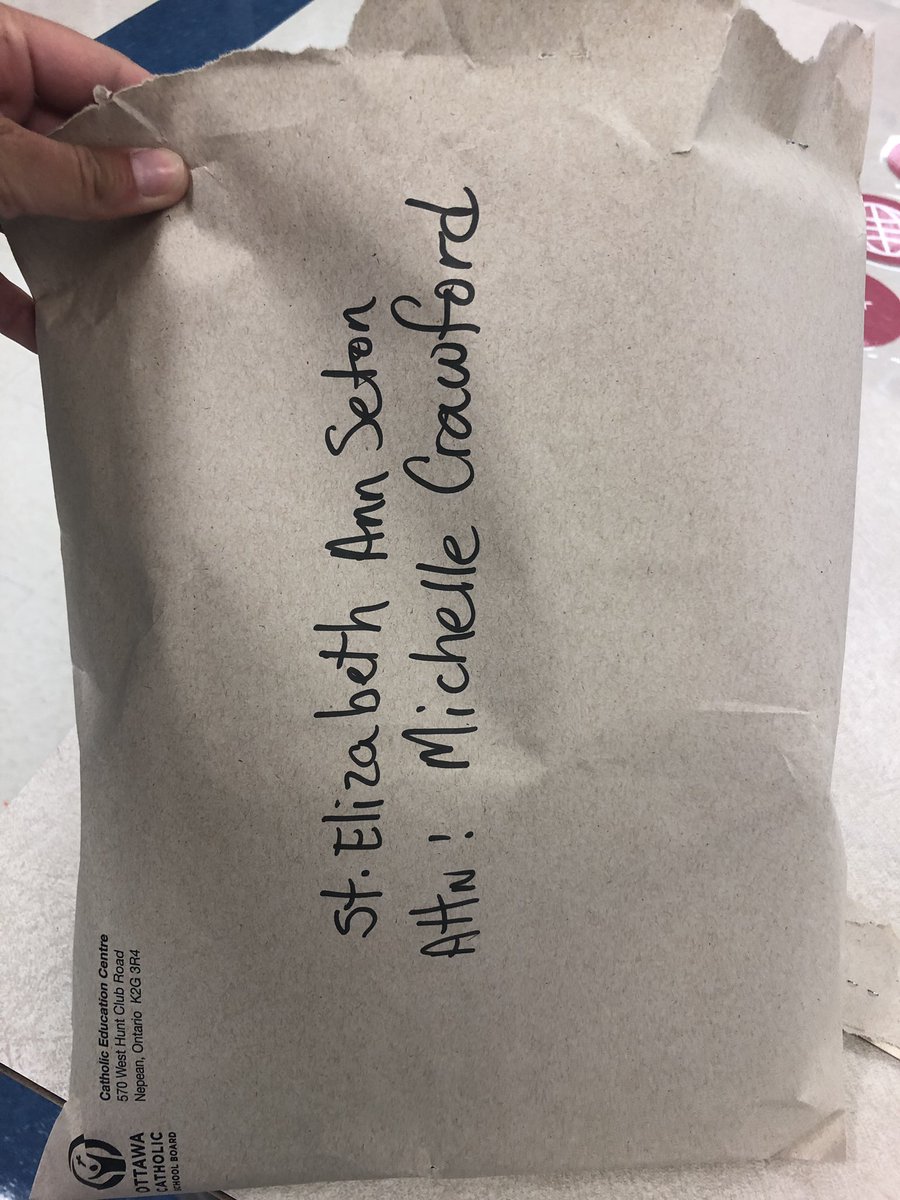 OTTAWA
CATHOLIC
SCHOOL BOARD
Catholic Education Centre
570 West Hunt Club Road
Nepean, Ontario K2G 3R4
St. Elizabeth Ann Seton
Attn: Michelle Crawford